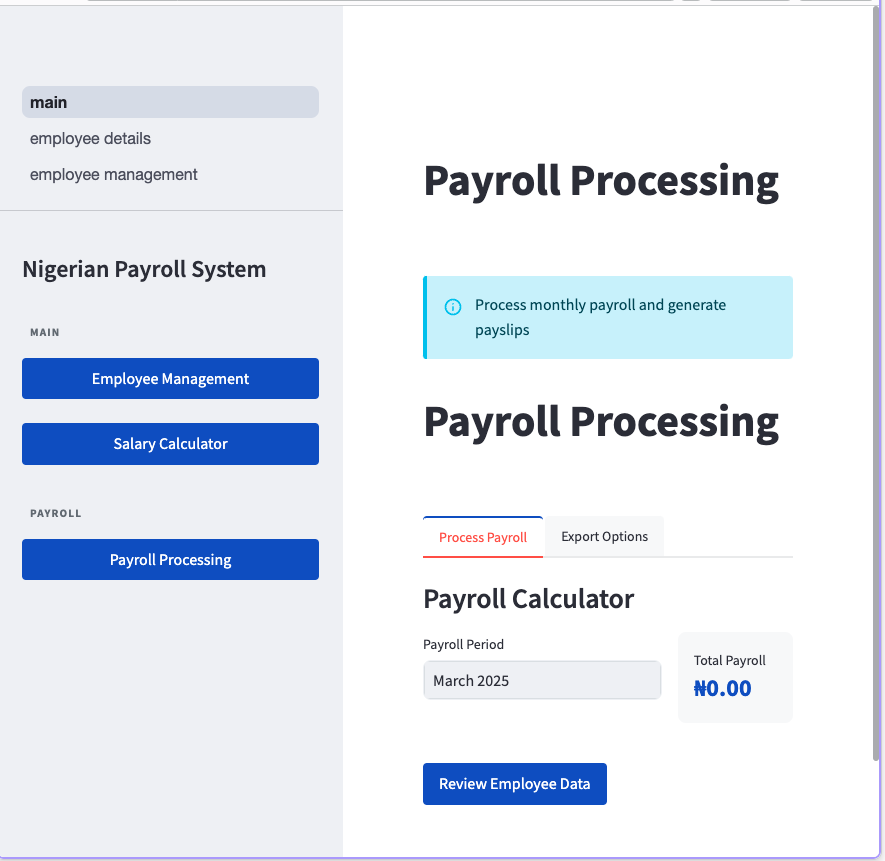 main
employee details
employee management
Nigerian Payroll System
MAIN
Employee Management
Salary Calculator
PAYROLL
Payroll Processing
Payroll Processing
Process monthly payroll and generate
payslips
Payroll Processing
Process Payroll
Export Options
Payroll Calculator
Payroll Period
March 2025
Total Payroll
₦0.00
Review Employee Data